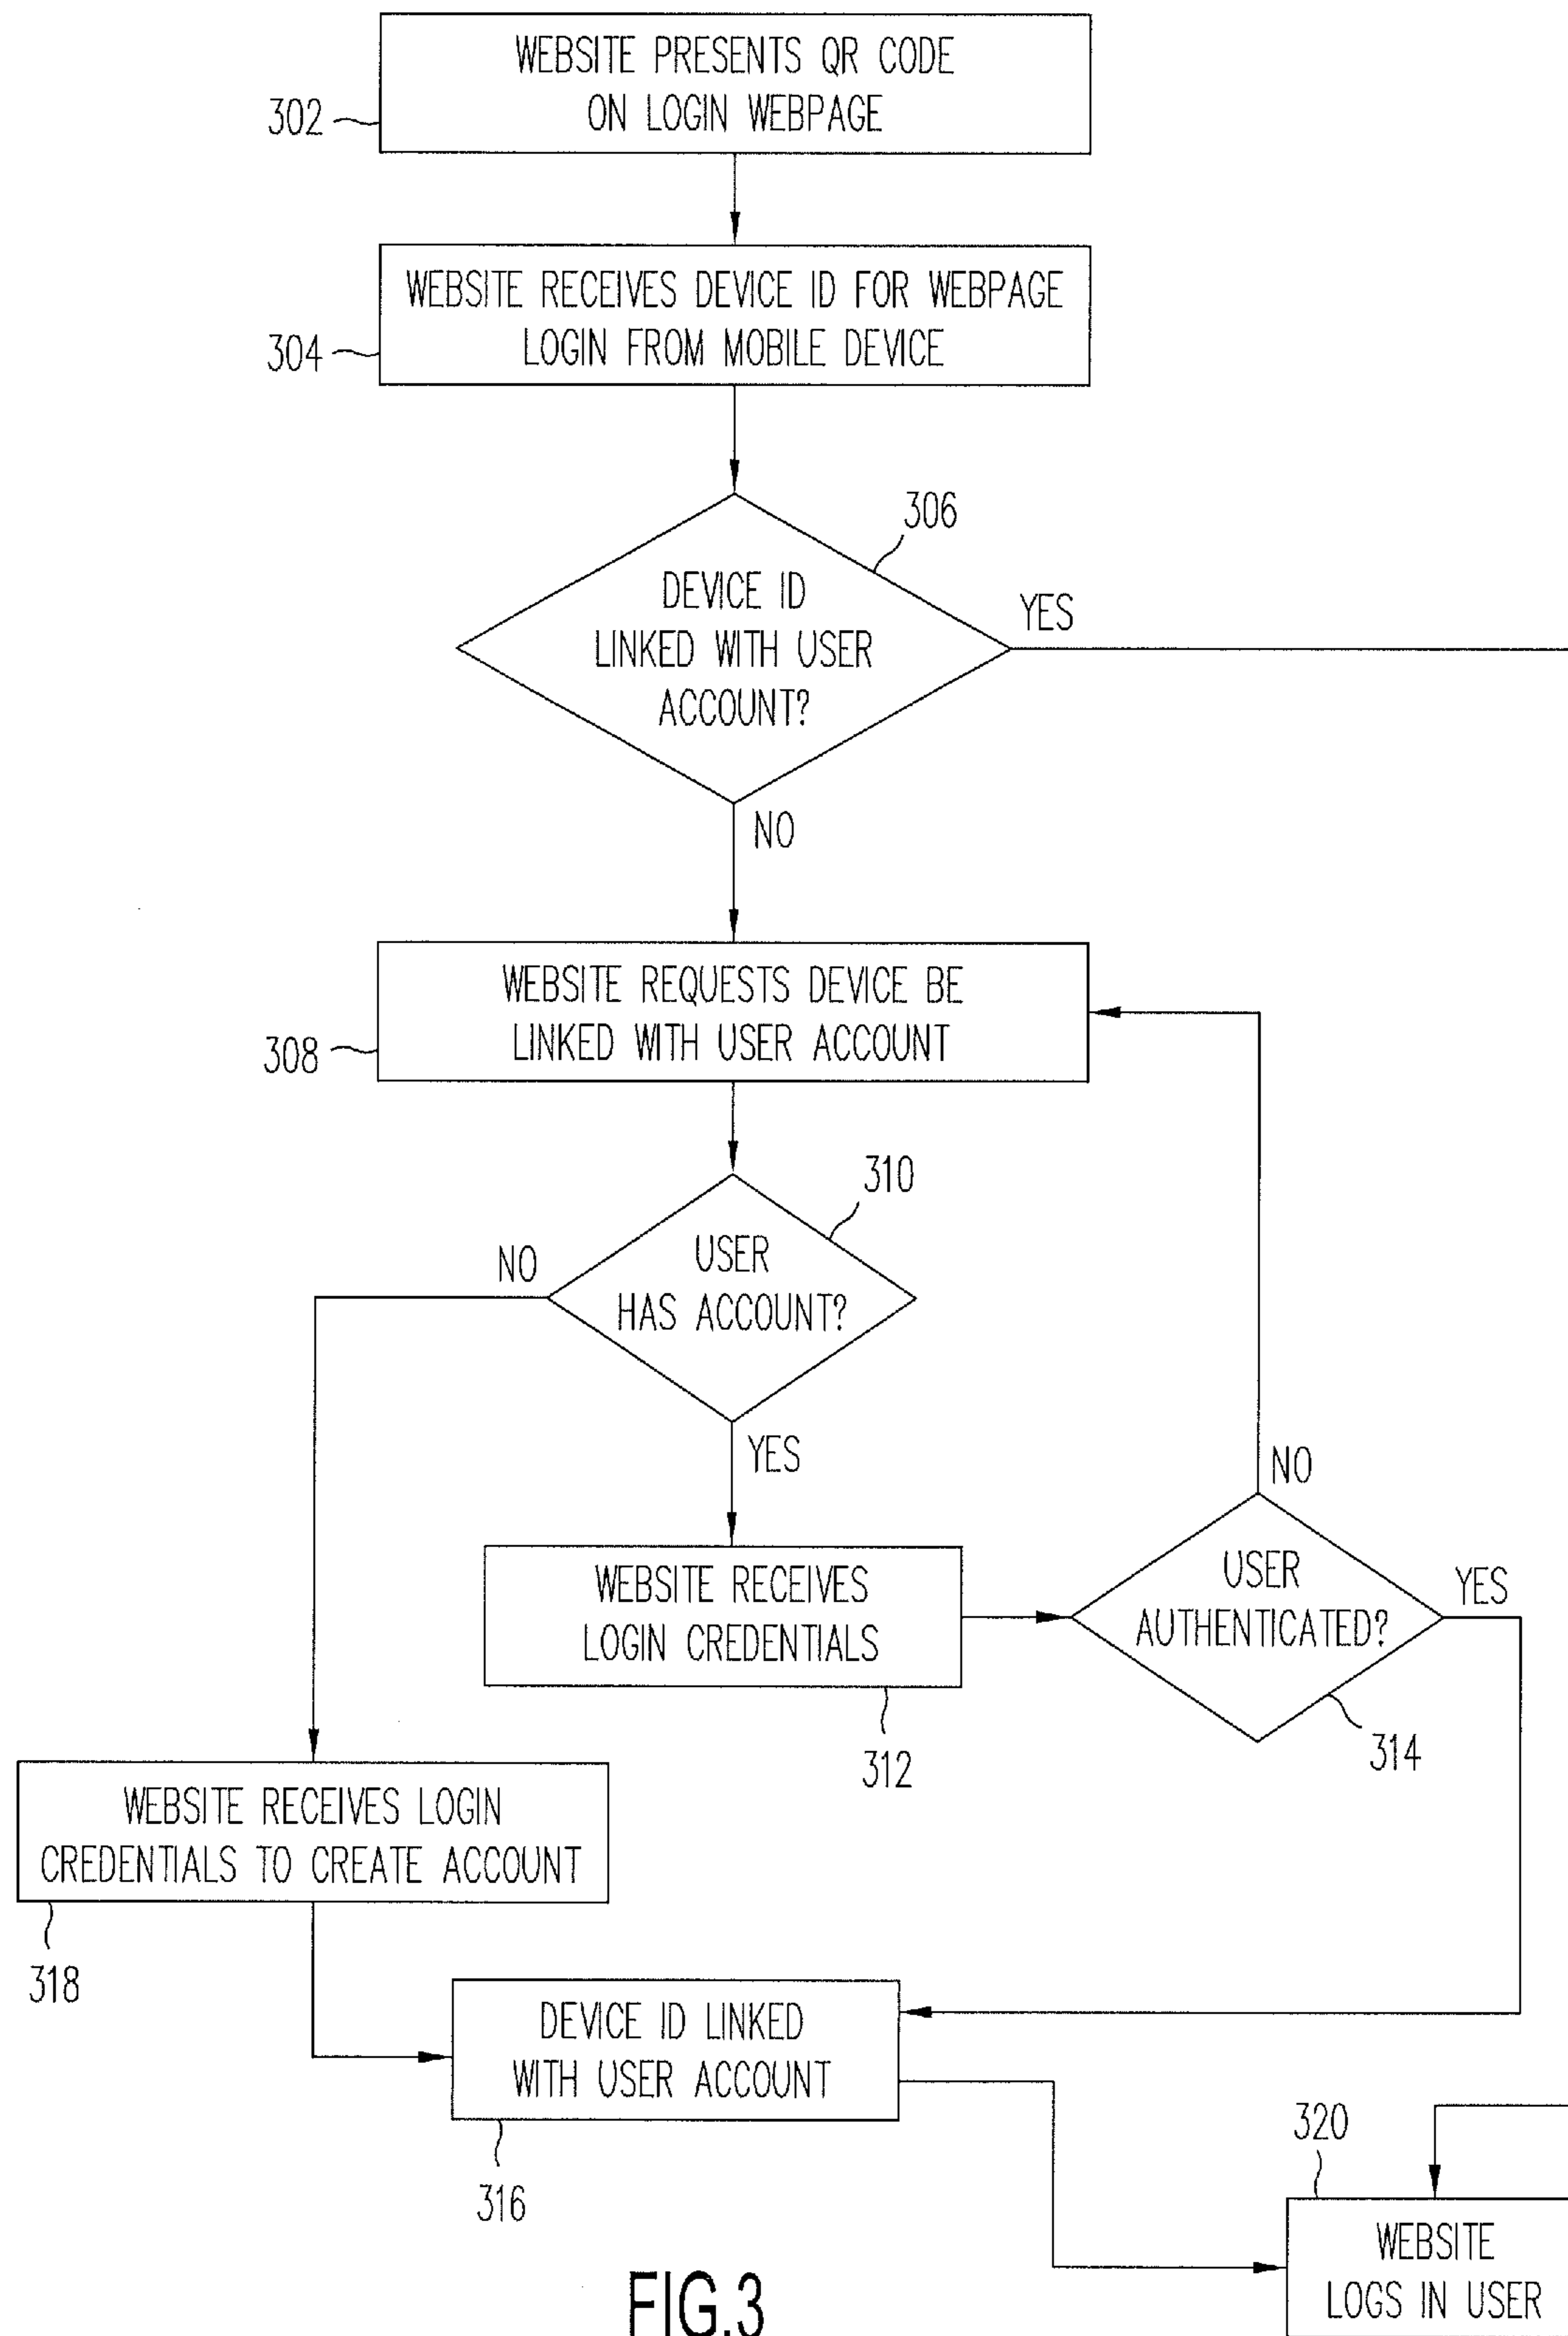 WEBSITE PRESENTS QR CODE
ON LOGIN WEBPAGE
302
WEBSITE RECEIVES DEVICE ID FOR WEBPAGE
LOGIN FROM MOBILE DEVICE
304
306
DEVICE ID
LINKED WITH USER
ACCOUNT?
YES
NO
WEBSITE REQUESTS DEVICE BE
LINKED WITH USER ACCOUNT
308
310
USER
HAS ACCOUNT?
NO
YES
WEBSITE RECEIVES
LOGIN CREDENTIALS
312
NO
USER
AUTHENTICATED?
YES
314
WEBSITE RECEIVES LOGIN
CREDENTIALS TO CREATE ACCOUNT
318
DEVICE ID LINKED
WITH USER ACCOUNT
316
320
WEBSITE
LOGS IN USER
FIG.3